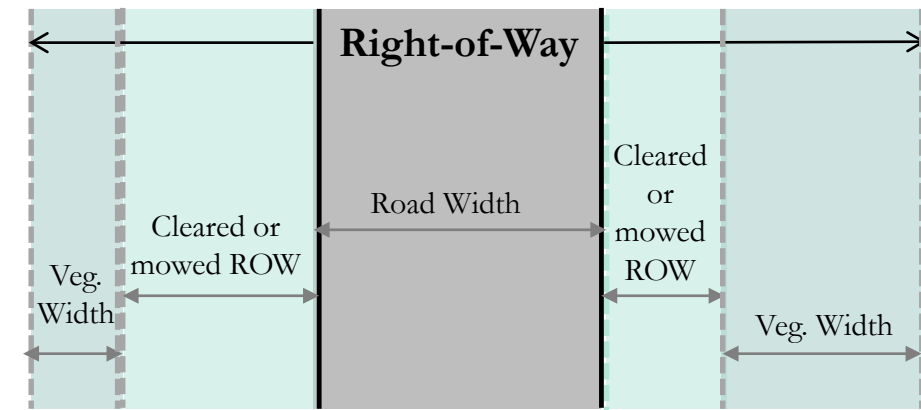 Right-of-Way
Veg.
Width
Cleared or
mowed ROW
Road Width
Cleared
or
mowed
ROW
Veg. Width